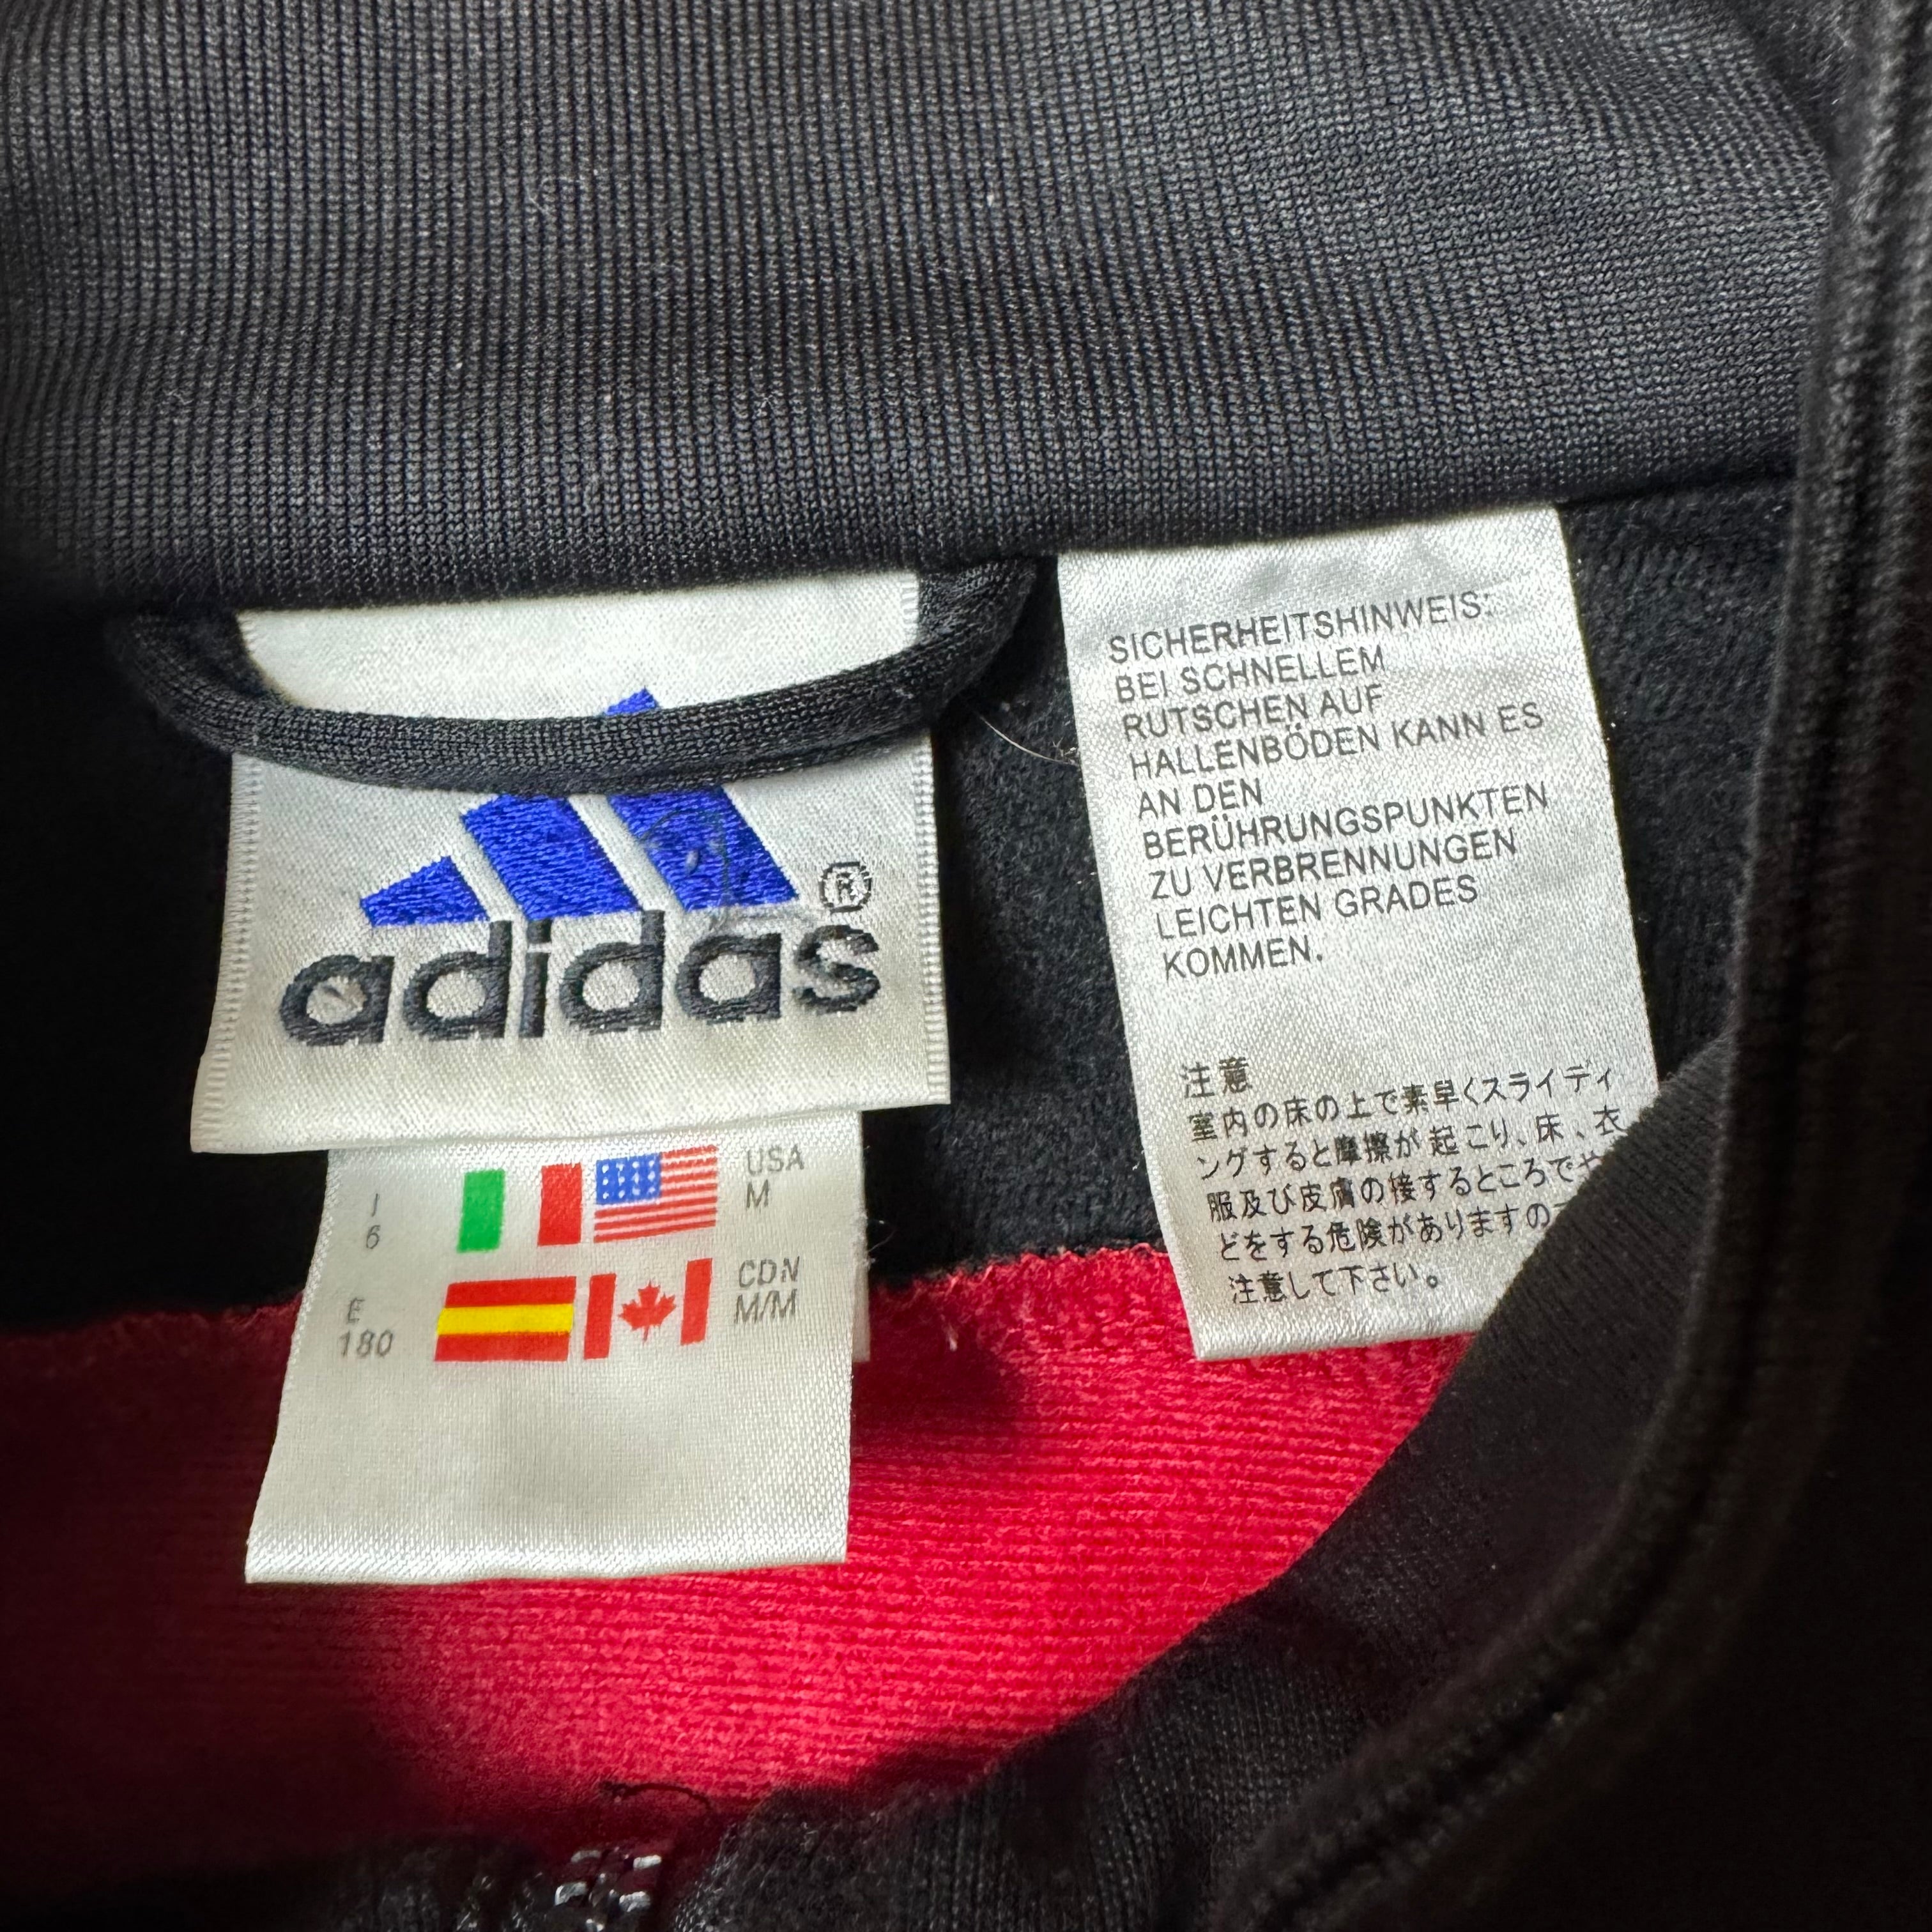 adidas®
I
6
USA
M
E
180
CDN
M/M
SICHERHEITSHINWEIS:
BEI SCHNELLEM
RUTSCHEN AUF
HALLENBÖDEN KANN ES
AN DEN
BERÜHRUNGSPUNKTEN
ZU VERBRENNUNGEN
LEICHTEN GRADES
KOMMEN.
注意
室内の床の上で素早くスライディ
ングすると摩擦が起こり、床、衣
服及び皮膚の接するところでや
どをする危険がありますので
注意して下さい。